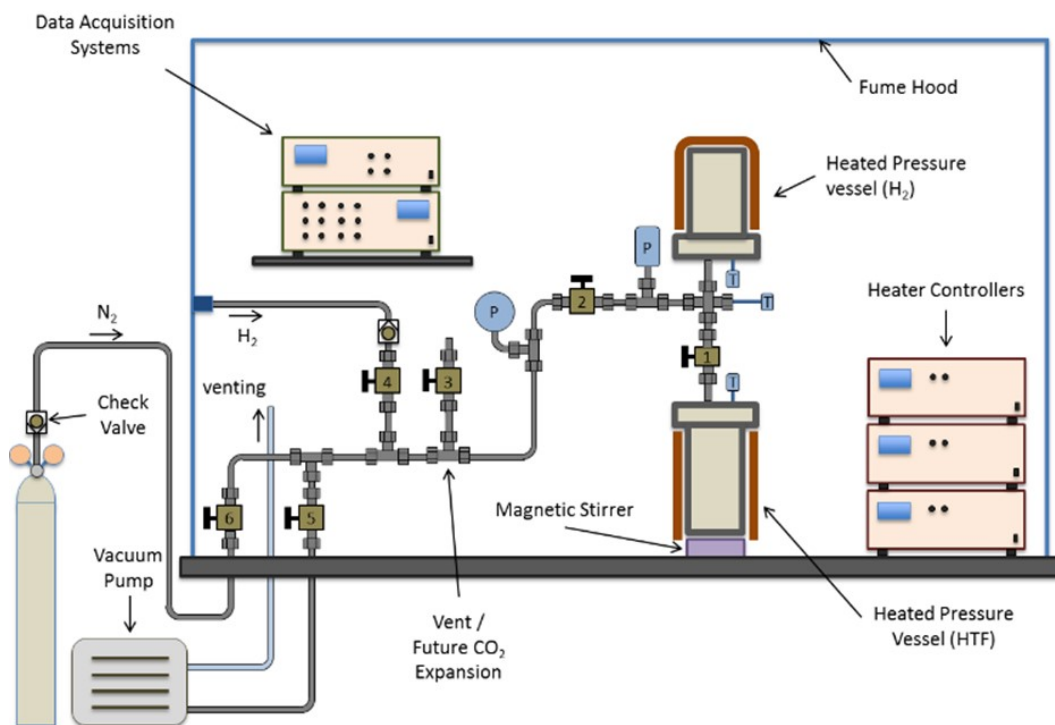 Data Acquisition
Systems
Fume Hood
Heated Pressure
vessel (H₂)
P
T
2
P
T
Heater Controllers
N₂
H₂
1
T
venting
4
3
Check
Valve
6
5
Magnetic Stirrer
Vacuum
Pump
Vent /
Future CO₂
Expansion
Heated Pressure
Vessel (HTF)